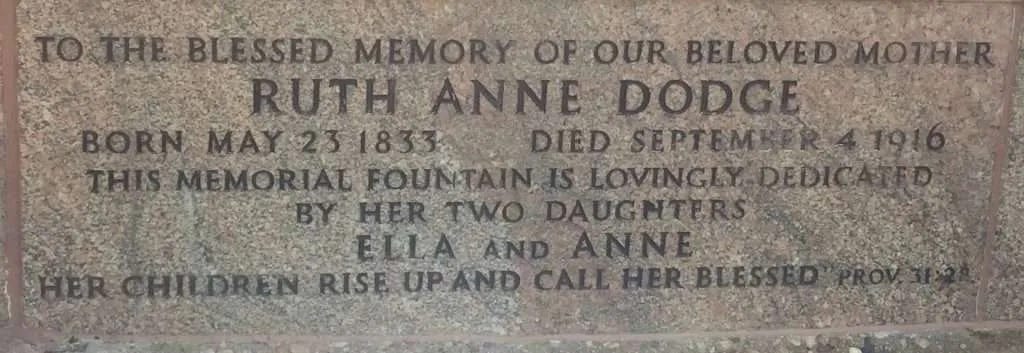 TO THE BLESSED MEMORY OF OUR BELOVED MOTHER
RUTH ANNE DODGE
BORN MAY 23 1833 DIED SEPTEMBER 4 1916
THIS MEMORIAL FOUNTAIN IS LOVINGLY DEDICATED
BY HER TWO DAUGHTERS
ELLA AND ANNE
HER CHILDREN RISE UP AND CALL HER BLESSED" PROV. 31:28